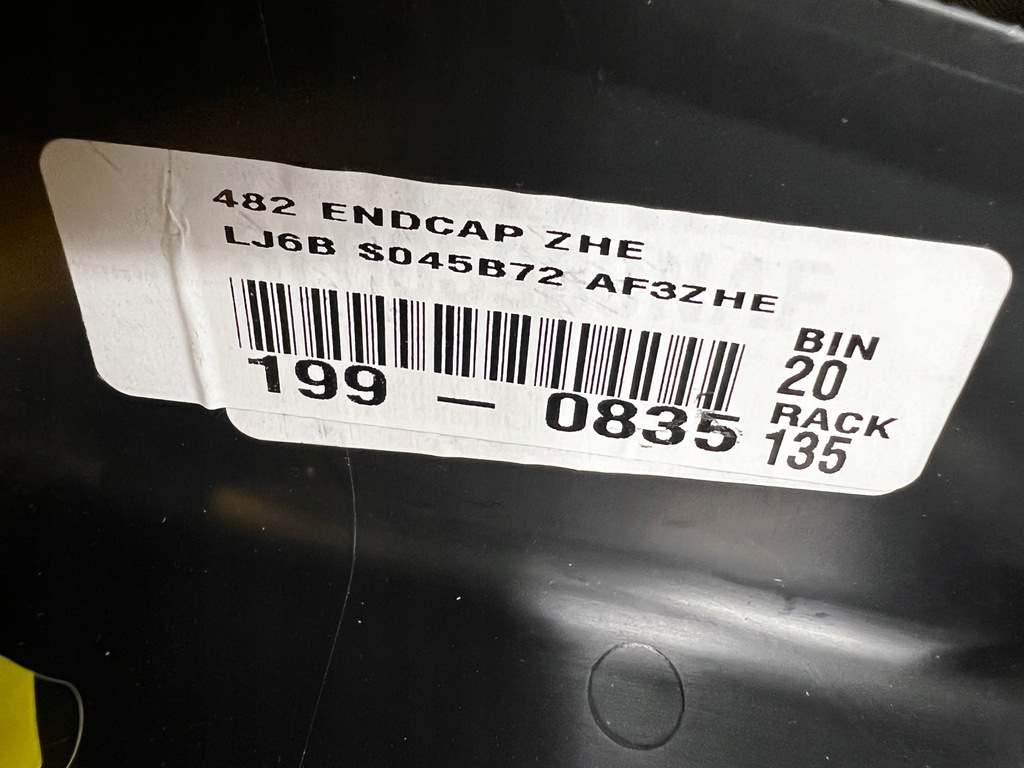 482 ENDCAP ZHE
LJ6B S045B72 AF3ZHE
199 - 0835
BIN
20
RACK
135